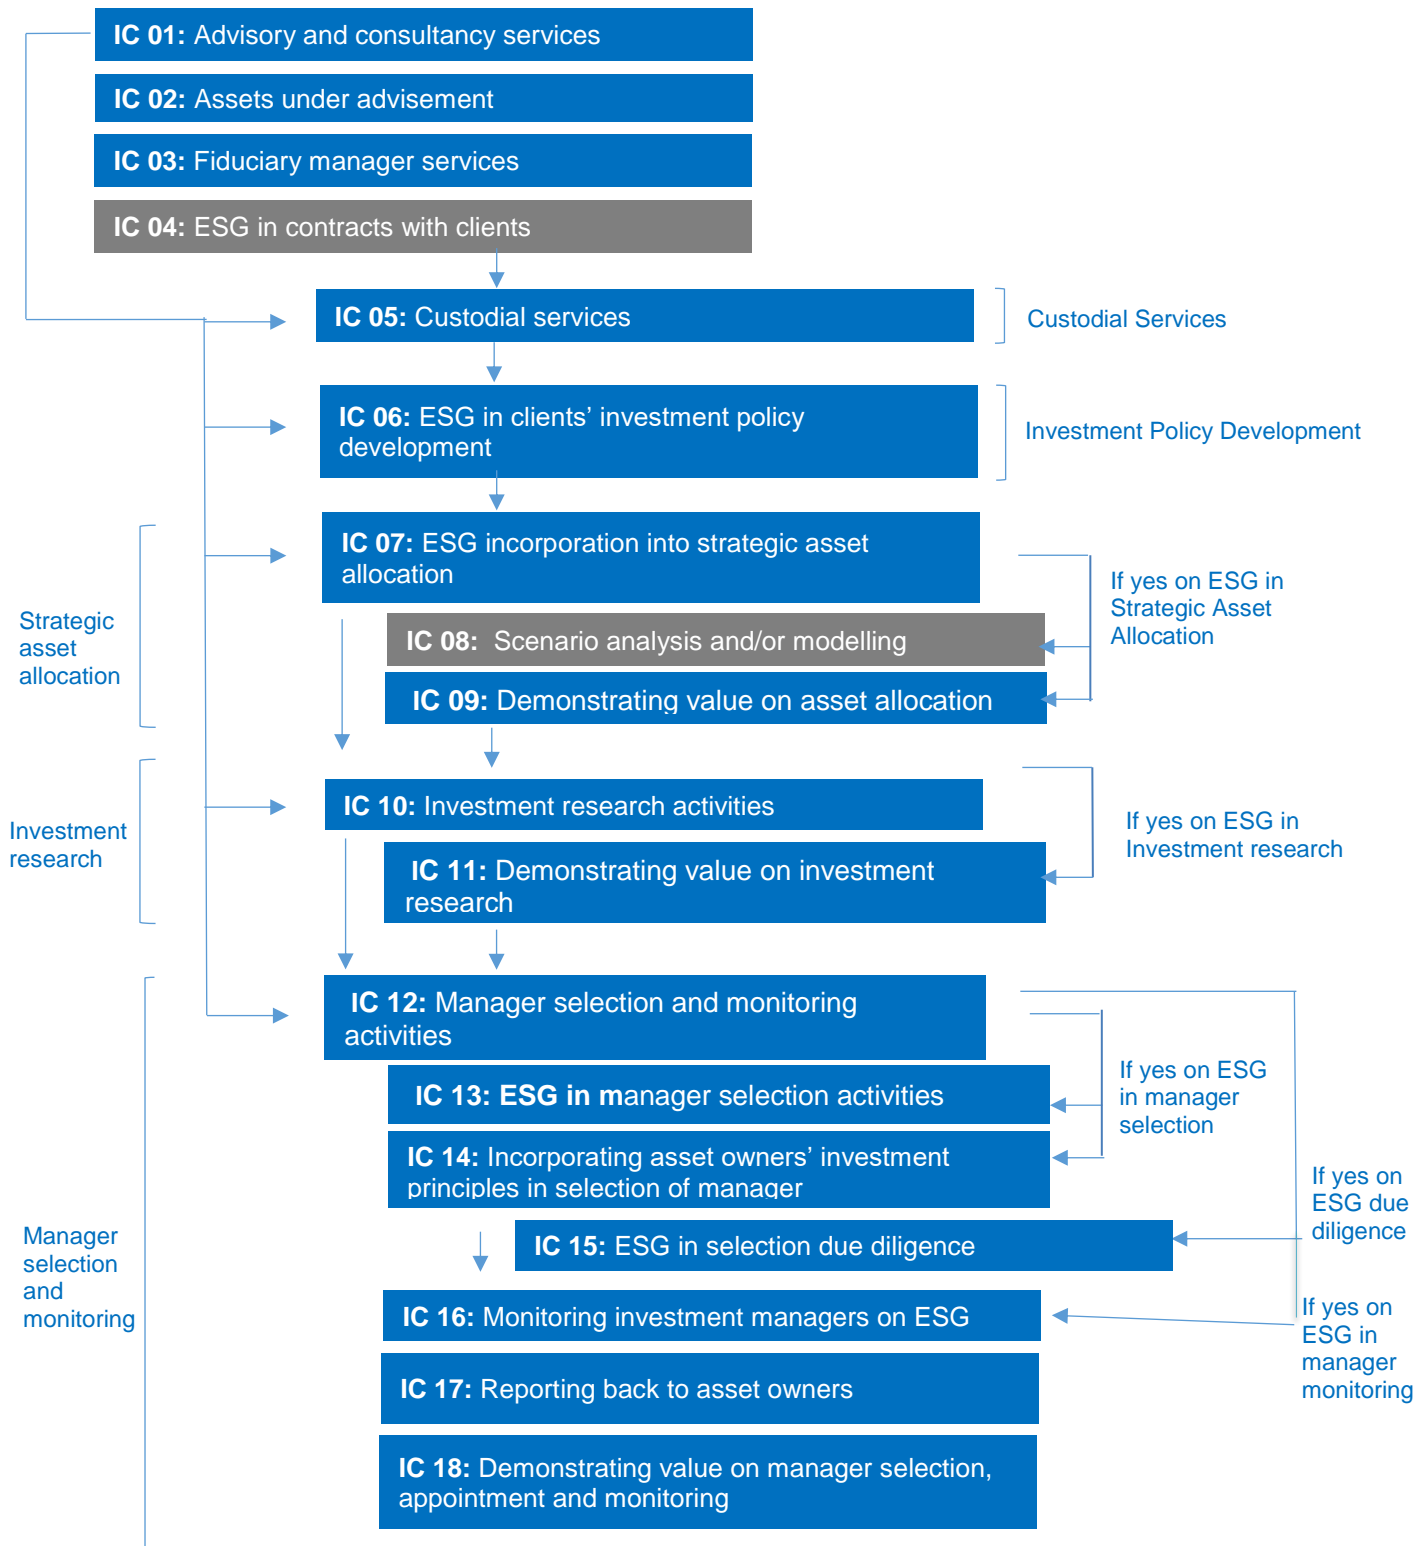 IC 01: Advisory and consultancy services
IC 02: Assets under advisement
IC 03: Fiduciary manager services
IC 04: ESG in contracts with clients
IC 05: Custodial services
Custodial Services
IC 06: ESG in clients’ investment policy
development
Investment Policy Development
IC 07: ESG incorporation into strategic asset
allocation
If yes on ESG in
Strategic Asset
Allocation
Strategic
asset
allocation
IC 08: Scenario analysis and/or modelling
IC 09: Demonstrating value on asset allocation
IC 10: Investment research activities
If yes on ESG in
Investment research
Investment
research
IC 11: Demonstrating value on investment
research
IC 12: Manager selection and monitoring
activities
If yes on ESG
in manager
selection
IC 13: ESG in manager selection activities
IC 14: Incorporating asset owners’ investment
principles in selection of manager
If yes on
ESG due
diligence
Manager
selection
and
monitoring
IC 15: ESG in selection due diligence
IC 16: Monitoring investment managers on ESG
If yes on
ESG in
manager
monitoring
IC 17: Reporting back to asset owners
IC 18: Demonstrating value on manager selection,
appointment and monitoring